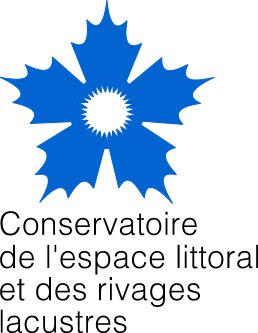 Conservatoire
de l'espace littoral
et des rivages
lacustres